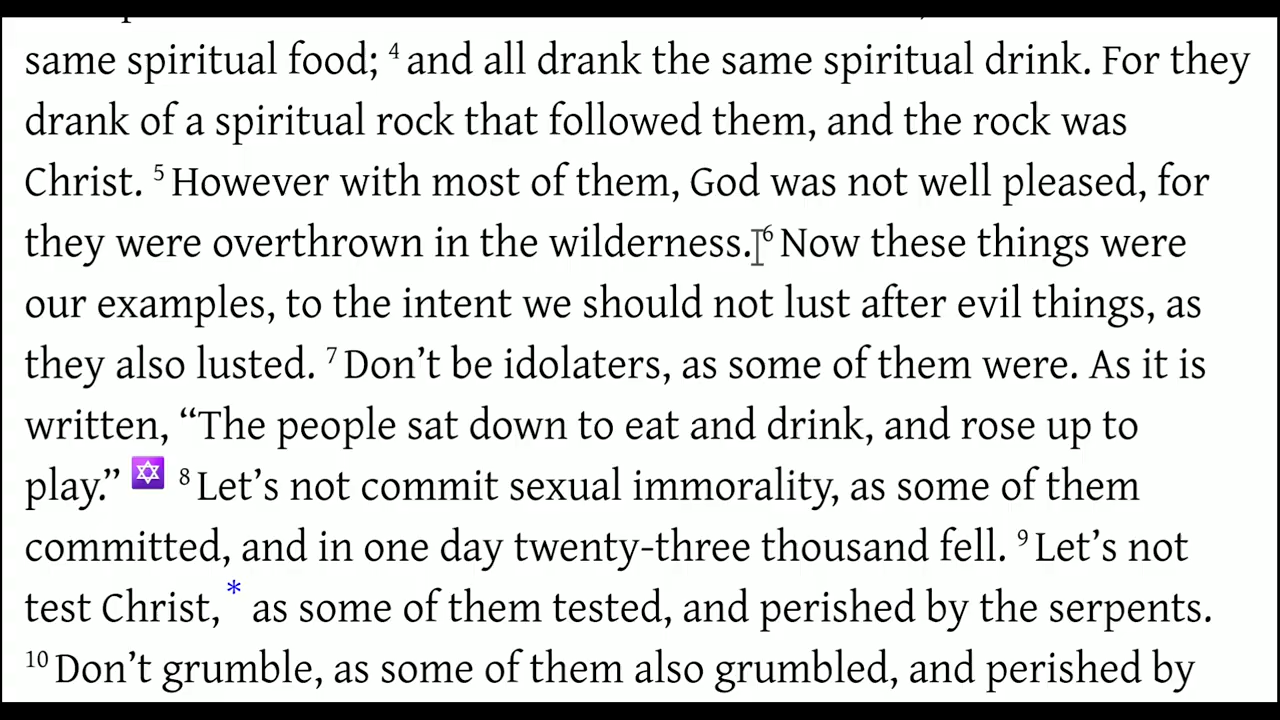 same spiritual food; 4 and all drank the same spiritual drink. For they
drank of a spiritual rock that followed them, and the rock was
Christ. 5 However with most of them, God was not well pleased, for
they were overthrown in the wilderness. 6 Now these things were
our examples, to the intent we should not lust after evil things, as
they also lusted. 7 Don’t be idolaters, as some of them were. As it is
written, “The people sat down to eat and drink, and rose up to
play.” ✡ 8 Let’s not commit sexual immorality, as some of them
committed, and in one day twenty-three thousand fell. 9 Let’s not
test Christ,* as some of them tested, and perished by the serpents.
10 Don’t grumble, as some of them also grumbled, and perished by